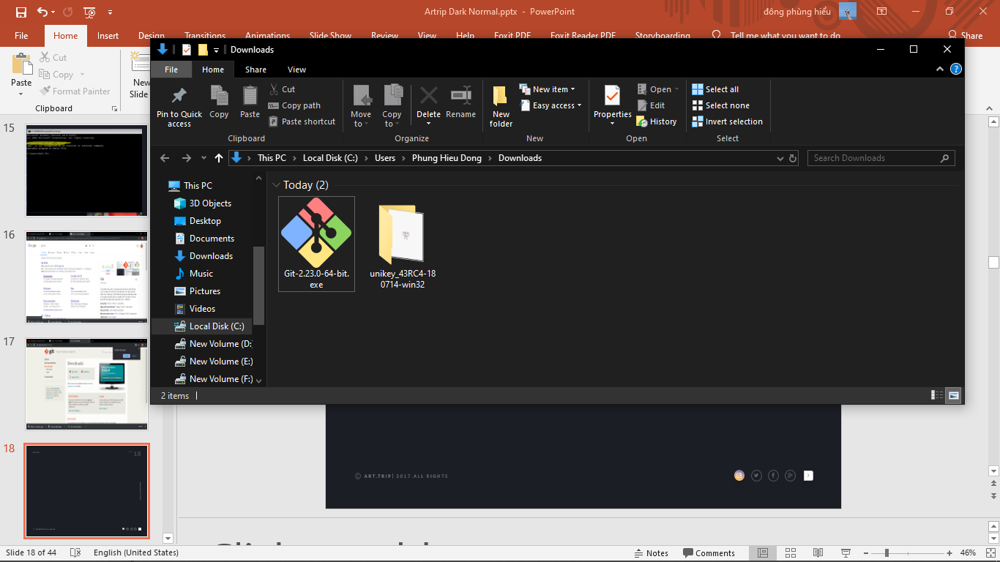 Artrip Dark Normal.pptx - PowerPoint
đông phùng hiếu
File
Home
Insert
Design
Transitions
Animations
Slide Show
Review
View
Help
Foxit PDF
Foxit Reader PDF
Storyboarding
Tell me what you want to do
Share
Paste
Cut
Copy
Format Painter
New
Slide
Clipboard
Downloads
File
Home
Share
View
Pin to Quick
access
Copy
Paste
Cut
Copy path
Paste shortcut
Clipboard
Move
to
Copy
to
Delete
Rename
Organize
New
folder
New item
Easy access
New
Properties
Open
Edit
History
Open
Select all
Select none
Invert selection
Select
This PC
Local Disk (C:)
Users
Phung Hieu Dong
Downloads
Search Downloads
This PC
3D Objects
Desktop
Documents
Downloads
Music
Pictures
Videos
Local Disk (C:)
New Volume (D:
New Volume (E:)
New Volume (F:)
Today (2)
Git-2.23.0-64-bit.
exe
unikey_43RC4-18
0714-win32
2 items
15
16
Google
17
git
Downloads
18
18
© ART.TRIP| 2017.ALL RIGHTS
Slide 18 of 44
English (United States)
Notes
Comments
46%